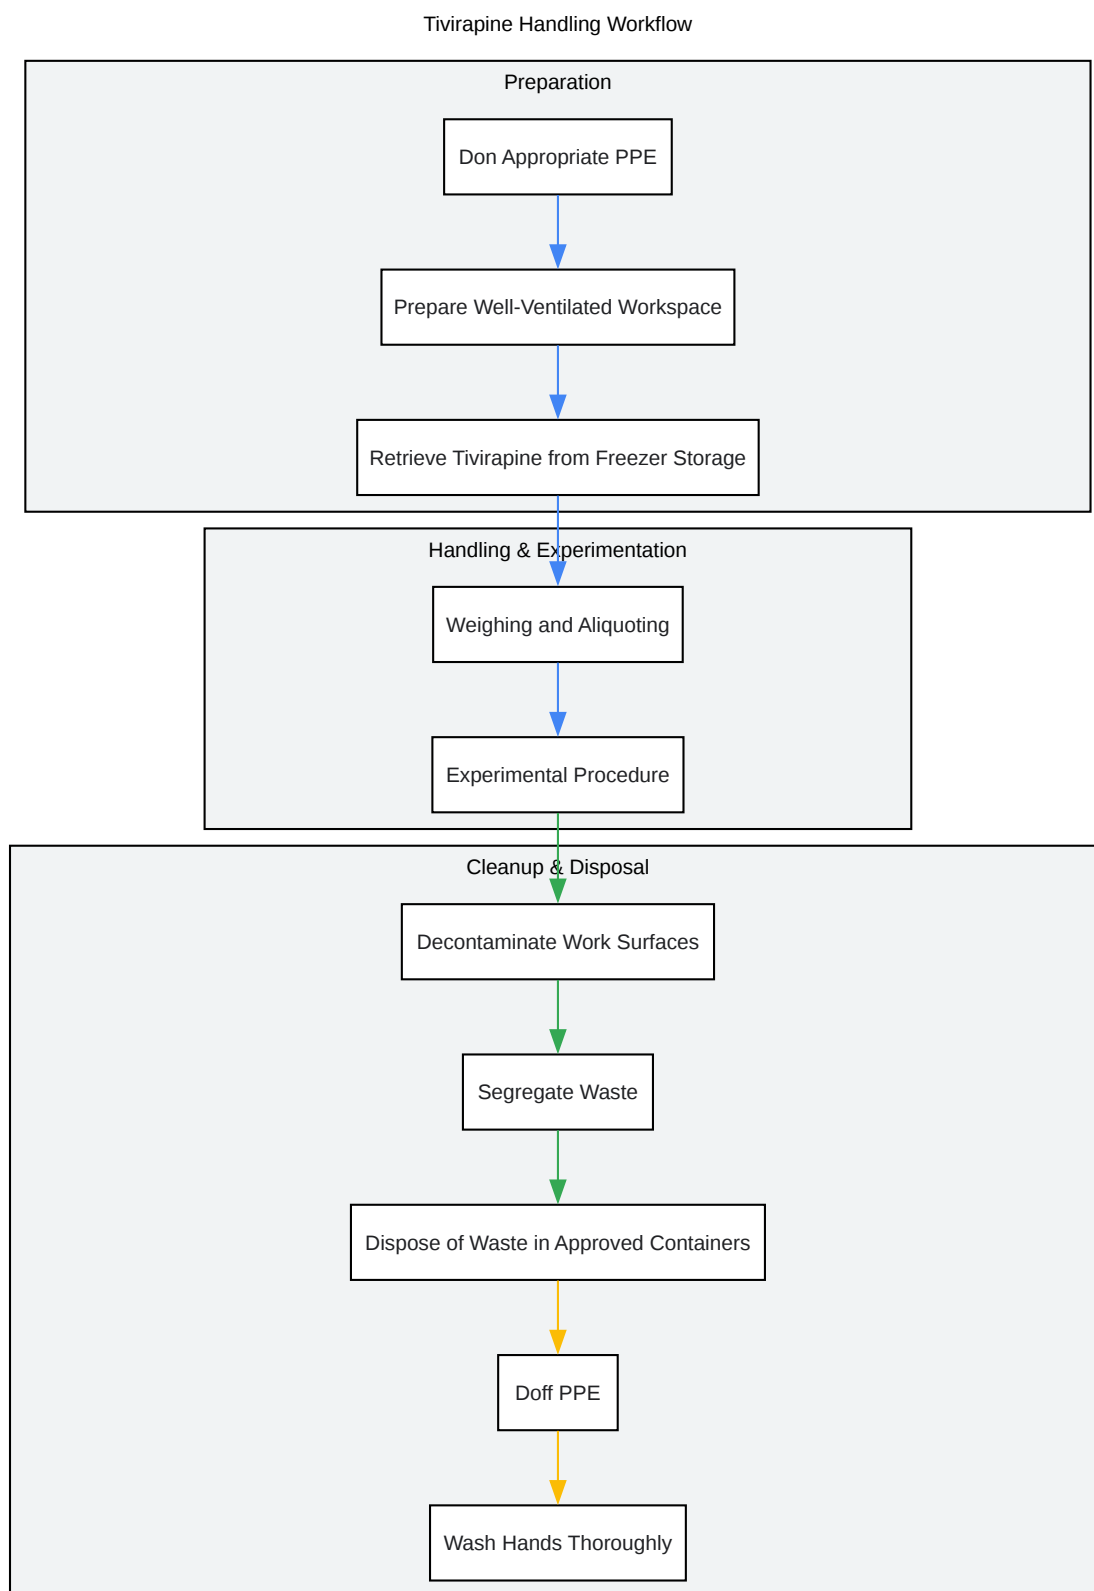 Tivirapine Handling Workflow
Preparation
Don Appropriate PPE
Prepare Well-Ventilated Workspace
Retrieve Tivirapine from Freezer Storage
Handling & Experimentation
Weighing and Aliquoting
Experimental Procedure
Cleanup & Disposal
Decontaminate Work Surfaces
Segregate Waste
Dispose of Waste in Approved Containers
Doff PPE
Wash Hands Thoroughly